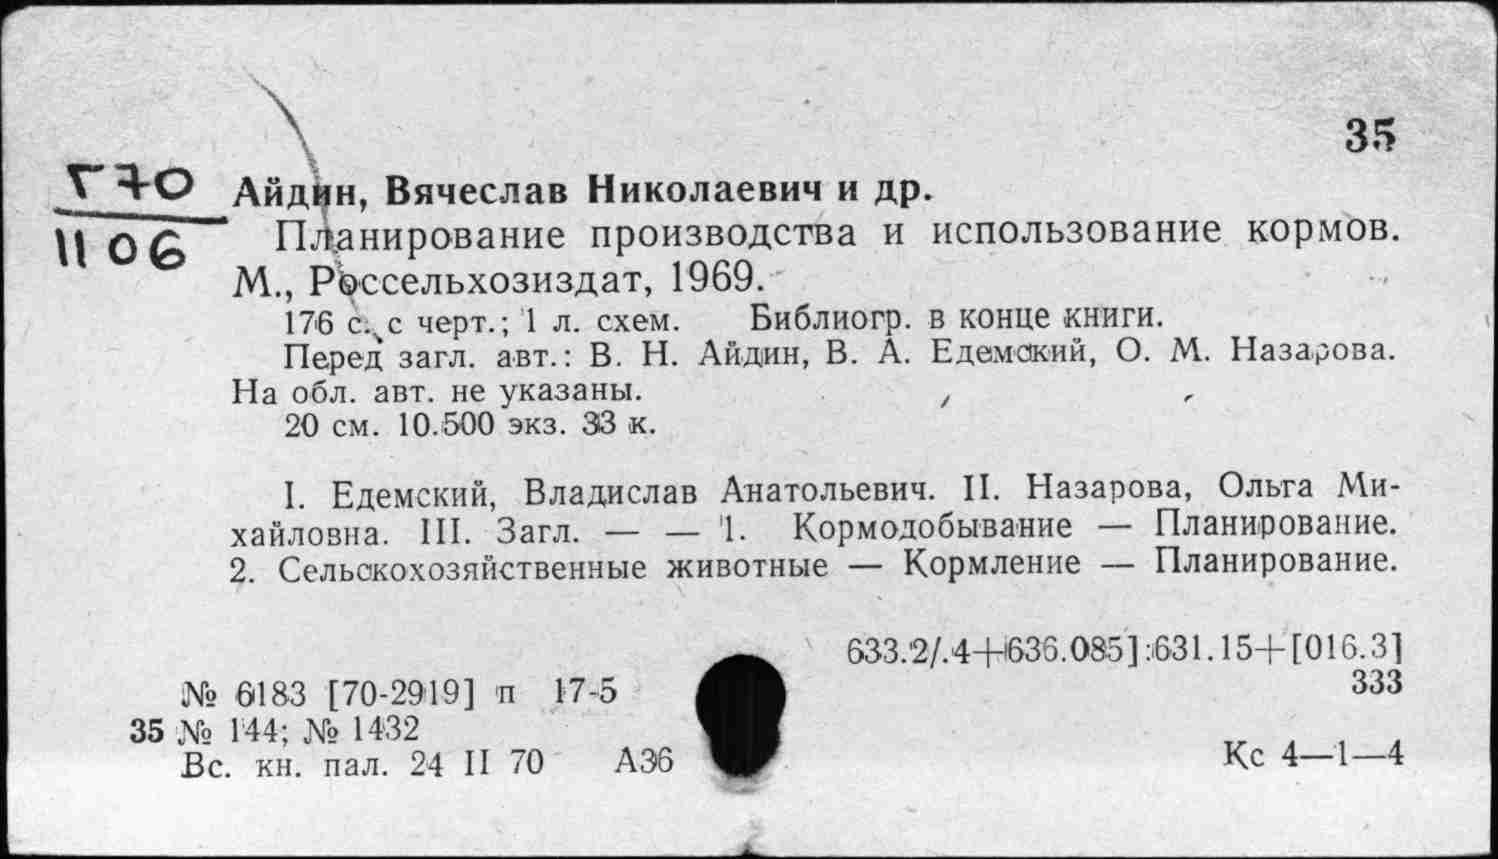 35
Г70
1106
Айдин, Вячеслав Николаевич и др.
Планирование производства и использование кормов.
М., Россельхозиздат, 1969.
176 с. с черт.; 1 л. схем. Библиогр. в конце книги.
Перед загл. авт.: В. Н. Айдин, В. А. Едемский, О. М. Назарова.
На обл. авт. не указаны.
20 см. 10.500 экз. 33 к.
I. Едемский, Владислав Анатольевич. II. Назарова, Ольга Ми-
хайловна. III. Загл. — — 1. Кормодобывание — Планирование.
2. Сельскохозяйственные животные — Кормление — Планирование.
633.2/.4+636.085]:631.15+[016.3]
333
№ 6183 [70-2919] п 17-5
35 № 144; № 1432
Вс. кн. пал. 24 II 70 А36
Кс 4—1—4